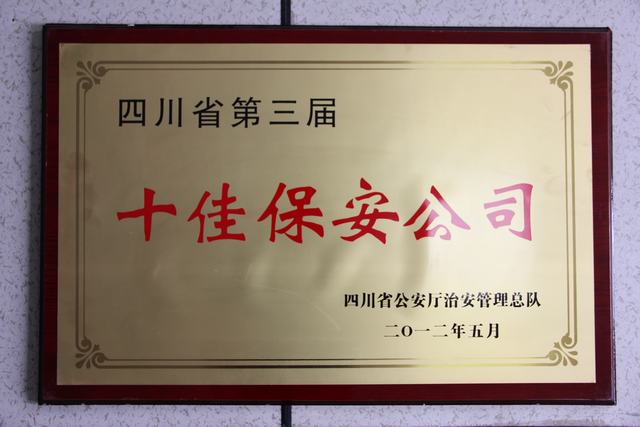 四川省第三届
十佳保安公司
四川省公安厅治安管理总队
二〇一二年五月